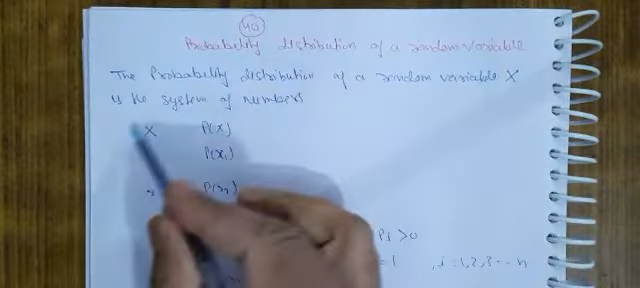 40
Probability distribution of a random variable
The Probability distribution of a random variable X
is the system of numbers
X P(X)
P(x₁)
Pi >0
=1 , i=1,2,3--- n